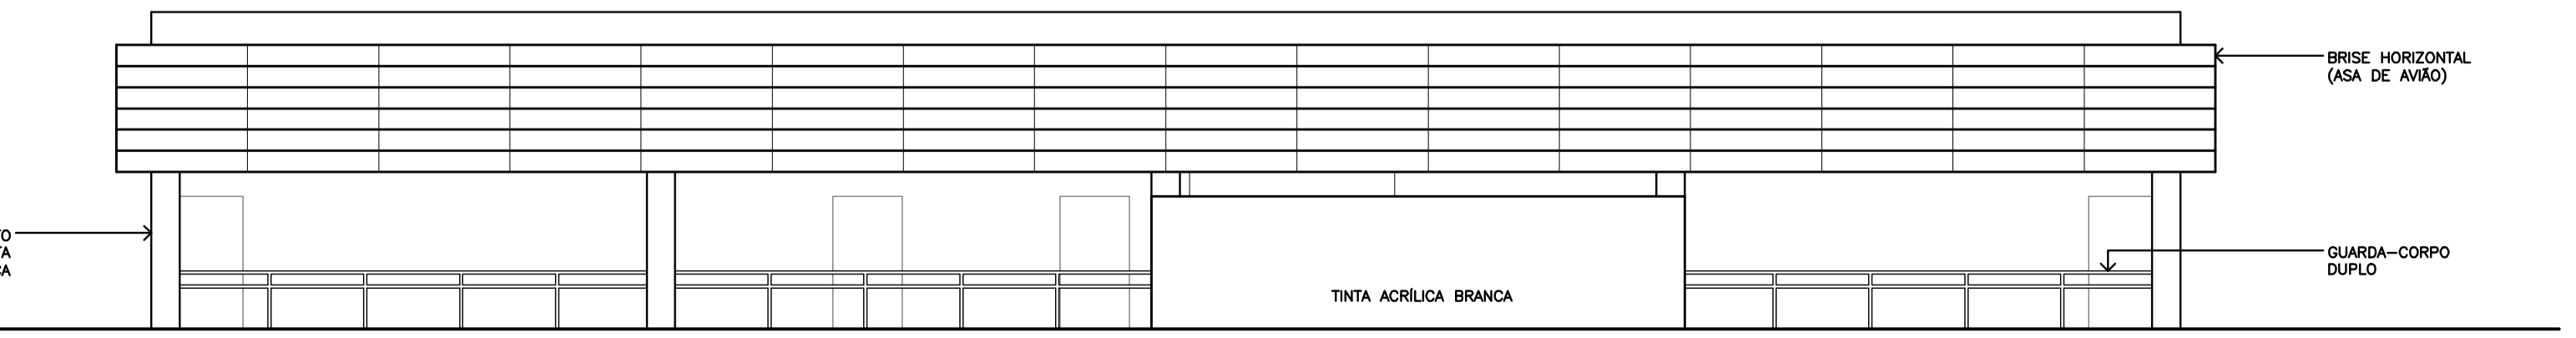 BRISE HORIZONTAL
(ASA DE AVIÃO)
GUARDA-CORPO
DUPLO
TINTA ACRÍLICA BRANCA